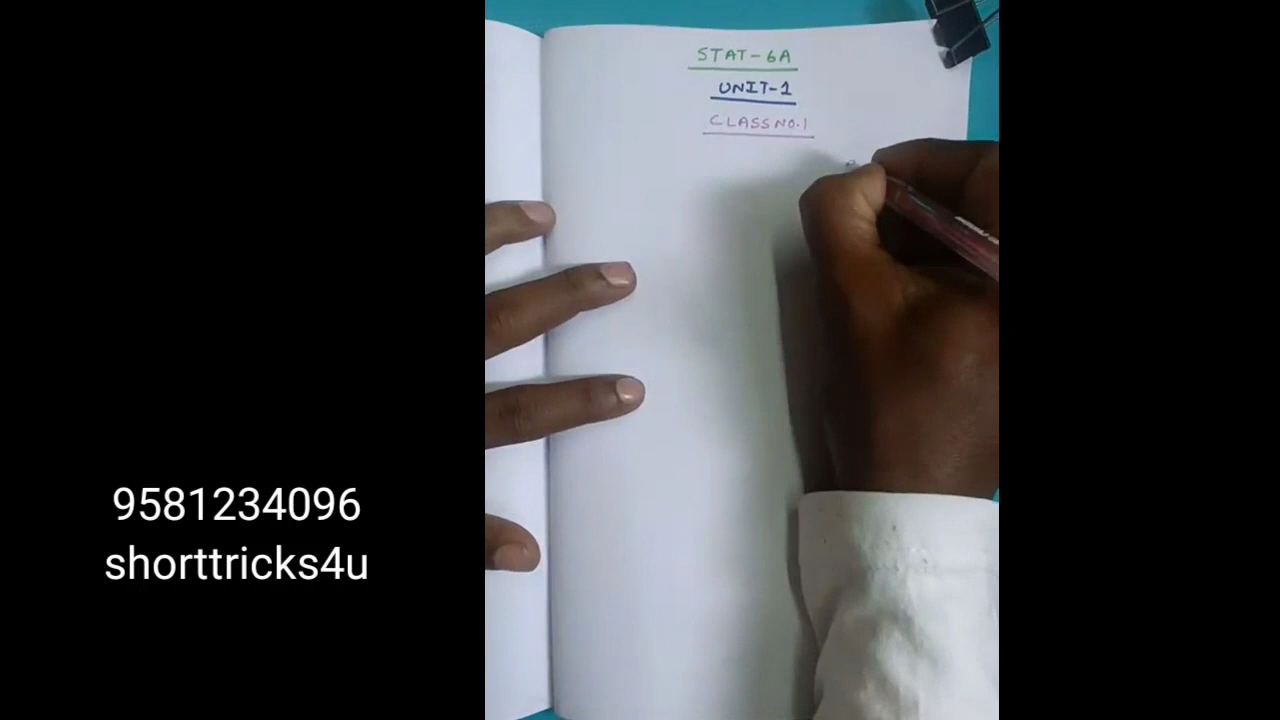 STAT-6A
UNIT-1
CLASS NO.1
9581234096
shorttricks4u